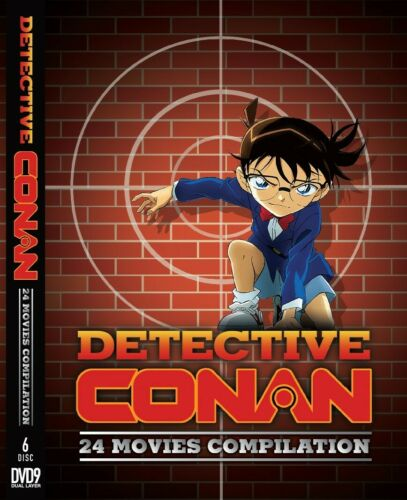 DETECTIVE
CONAN
24 MOVIES COMPILATION
6
DISC
DVD9
DUAL LAYER
DETECTIVE
CONAN
24 MOVIES COMPILATION